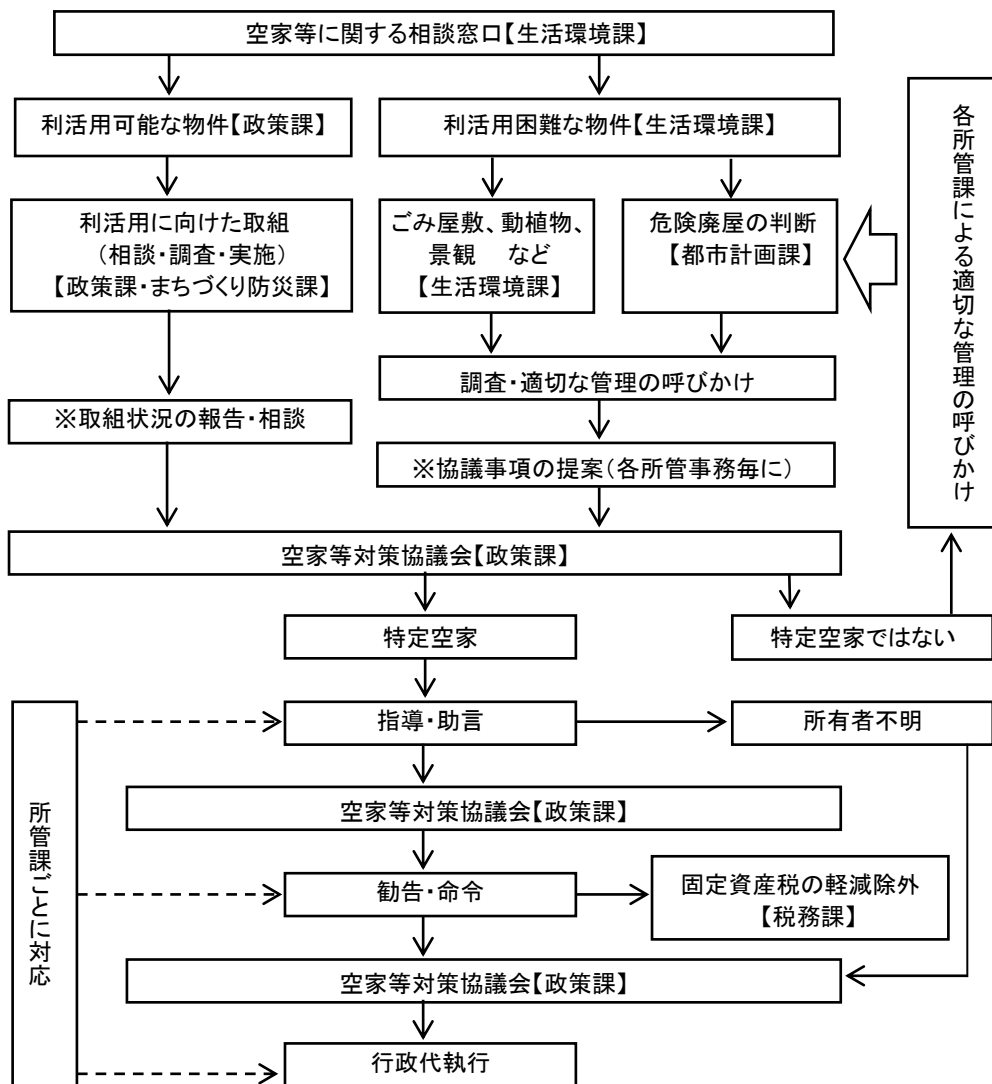 空家等に関する相談窓口【生活環境課】
利活用可能な物件【政策課】
利活用困難な物件【生活環境課】
各所管課による適切な管理の呼びかけ
利活用に向けた取組
（相談・調査・実施）
【政策課・まちづくり防災課】
ごみ屋敷、動植物、
景観　など
【生活環境課】
危険廃屋の判断
【都市計画課】
調査・適切な管理の呼びかけ
※取組状況の報告・相談
※協議事項の提案（各所管事務毎に）
空家等対策協議会【政策課】
特定空家
特定空家ではない
所管課ごとに対応
指導・助言
所有者不明
空家等対策協議会【政策課】
勧告・命令
固定資産税の軽減除外
【税務課】
空家等対策協議会【政策課】
行政代執行